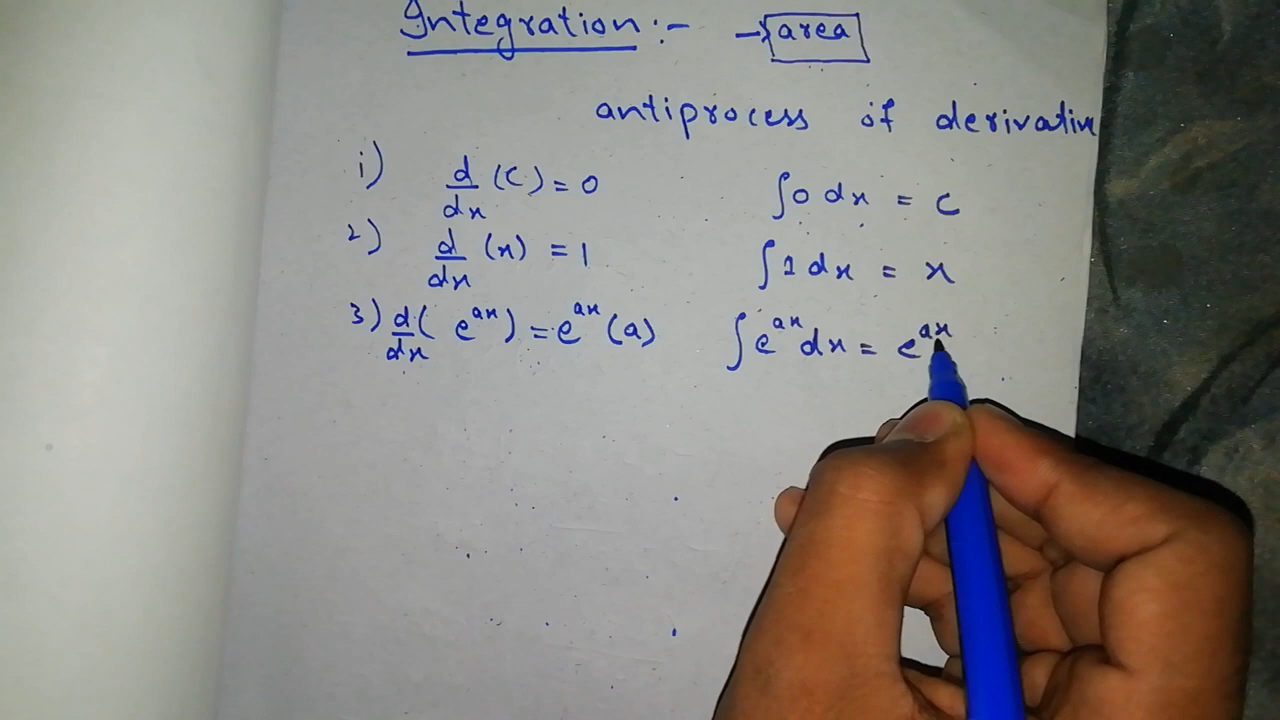 Integration :- → area
antiprocess of derivative
i) d/dx (c) = 0 ∫0 dx = c
2) d/dx (x) = 1 ∫1 dx = x
3) d/dx ( e^ax ) = e^ax (a) ∫e^ax dx = e^ax